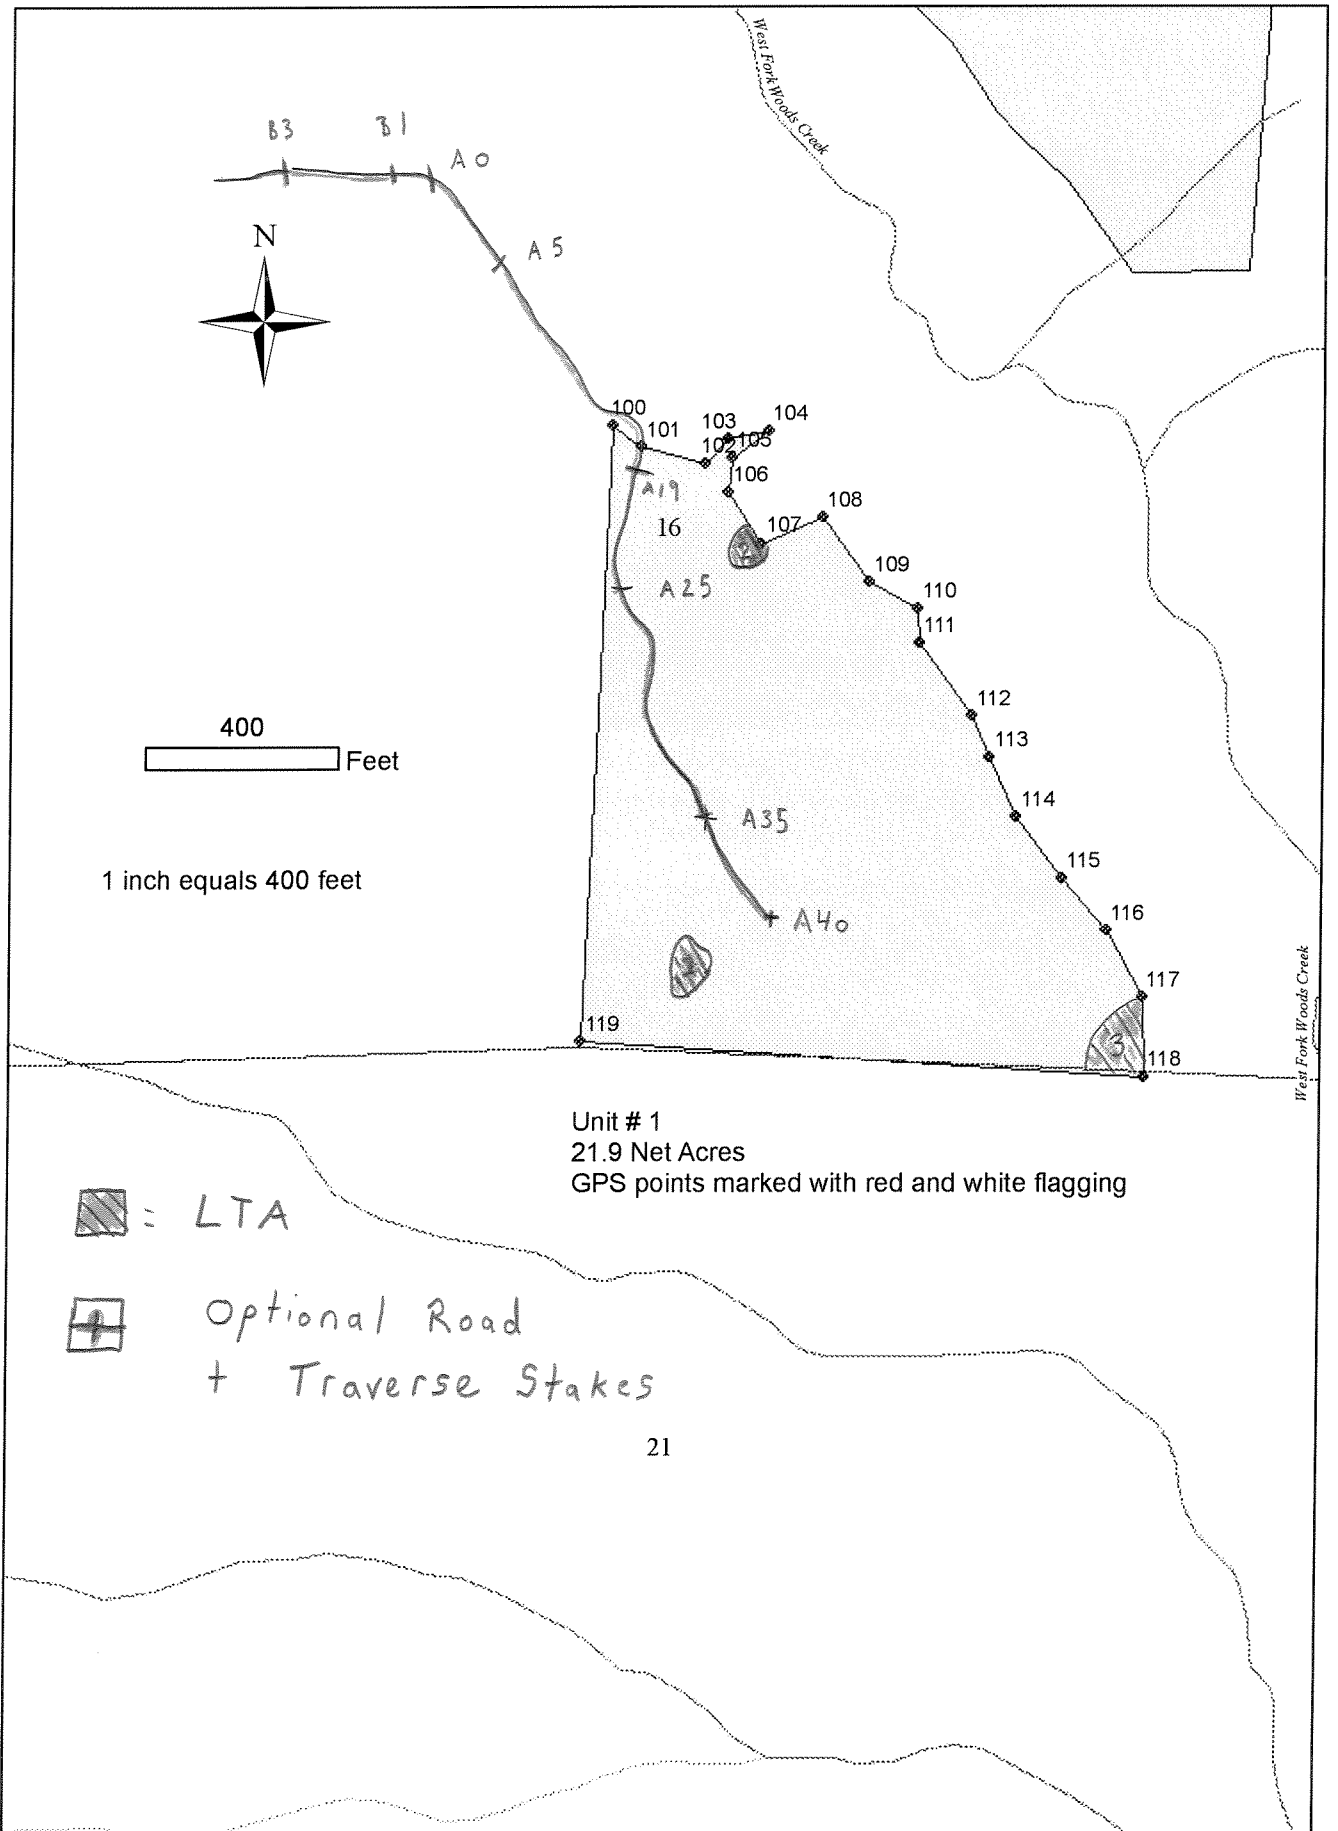 West Fork Woods Creek
B3
B1
A0
N
A5
100
101
102
103
104
105
106
A19
16
107
108
2
109
A25
110
111
112
400
Feet
113
114
A35
115
1 inch equals 400 feet
116
A40
117
119
3
118
West Fork Woods Creek
Unit # 1
21.9 Net Acres
GPS points marked with red and white flagging
= LTA
Optional Road
+ Traverse Stakes
21